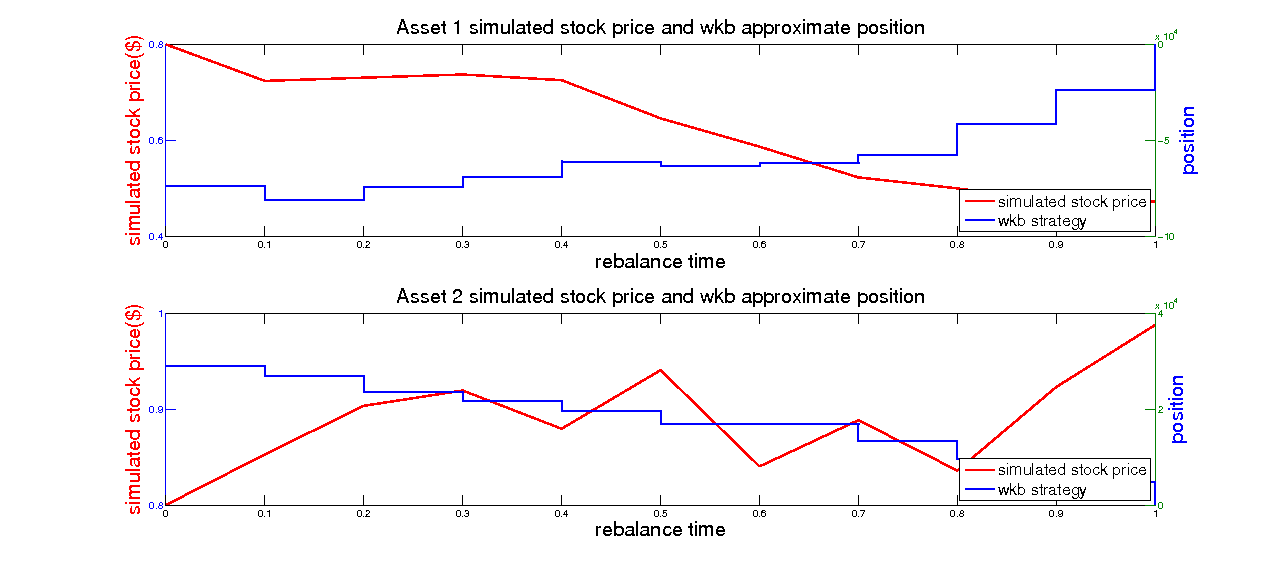 Asset 1 simulated stock price and wkb approximate position
x 10^4
0.8
0.6
0.4
simulated stock price($)
0
-5
-10
position
simulated stock price
wkb strategy
0 0.1 0.2 0.3 0.4 0.5 0.6 0.7 0.8 0.9 1
rebalance time
Asset 2 simulated stock price and wkb approximate position
x 10^4
1
0.9
0.8
simulated stock price($)
4
2
0
position
simulated stock price
wkb strategy
0 0.1 0.2 0.3 0.4 0.5 0.6 0.7 0.8 0.9 1
rebalance time